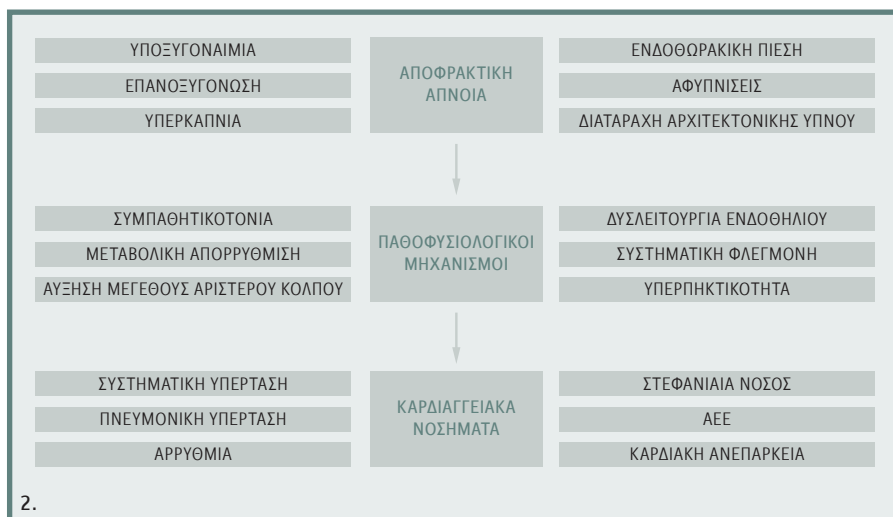 ΥΠΟΞΥΓΟΝΑΙΜΙΑ
ΕΠΑΝΟΞΥΓΟΝΩΣΗ
ΥΠΕΡΚΑΠΝΙΑ
ΑΠΟΦΡΑΚΤΙΚΗ
ΑΠΝΟΙΑ
ΕΝΔΟΘΩΡΑΚΙΚΗ ΠΙΕΣΗ
ΑΦΥΠΝΙΣΕΙΣ
ΔΙΑΤΑΡΑΧΗ ΑΡΧΙΤΕΚΤΟΝΙΚΗΣ ΥΠΝΟΥ
ΣΥΜΠΑΘΗΤΙΚΟΤΟΝΙΑ
ΜΕΤΑΒΟΛΙΚΗ ΑΠΟΡΡΥΘΜΙΣΗ
ΑΥΞΗΣΗ ΜΕΓΕΘΟΥΣ ΑΡΙΣΤΕΡΟΥ ΚΟΛΠΟΥ
ΠΑΘΟΦΥΣΙΟΛΟΓΙΚΟΙ
ΜΗΧΑΝΙΣΜΟΙ
ΔΥΣΛΕΙΤΟΥΡΓΙΑ ΕΝΔΟΘΗΛΙΟΥ
ΣΥΣΤΗΜΑΤΙΚΗ ΦΛΕΓΜΟΝΗ
ΥΠΕΡΠΗΚΤΙΚΟΤΗΤΑ
ΣΥΣΤΗΜΑΤΙΚΗ ΥΠΕΡΤΑΣΗ
ΠΝΕΥΜΟΝΙΚΗ ΥΠΕΡΤΑΣΗ
ΑΡΡΥΘΜΙΑ
ΚΑΡΔΙΑΓΓΕΙΑΚΑ
ΝΟΣΗΜΑΤΑ
ΣΤΕΦΑΝΙΑΙΑ ΝΟΣΟΣ
ΑΕΕ
ΚΑΡΔΙΑΚΗ ΑΝΕΠΑΡΚΕΙΑ
2.